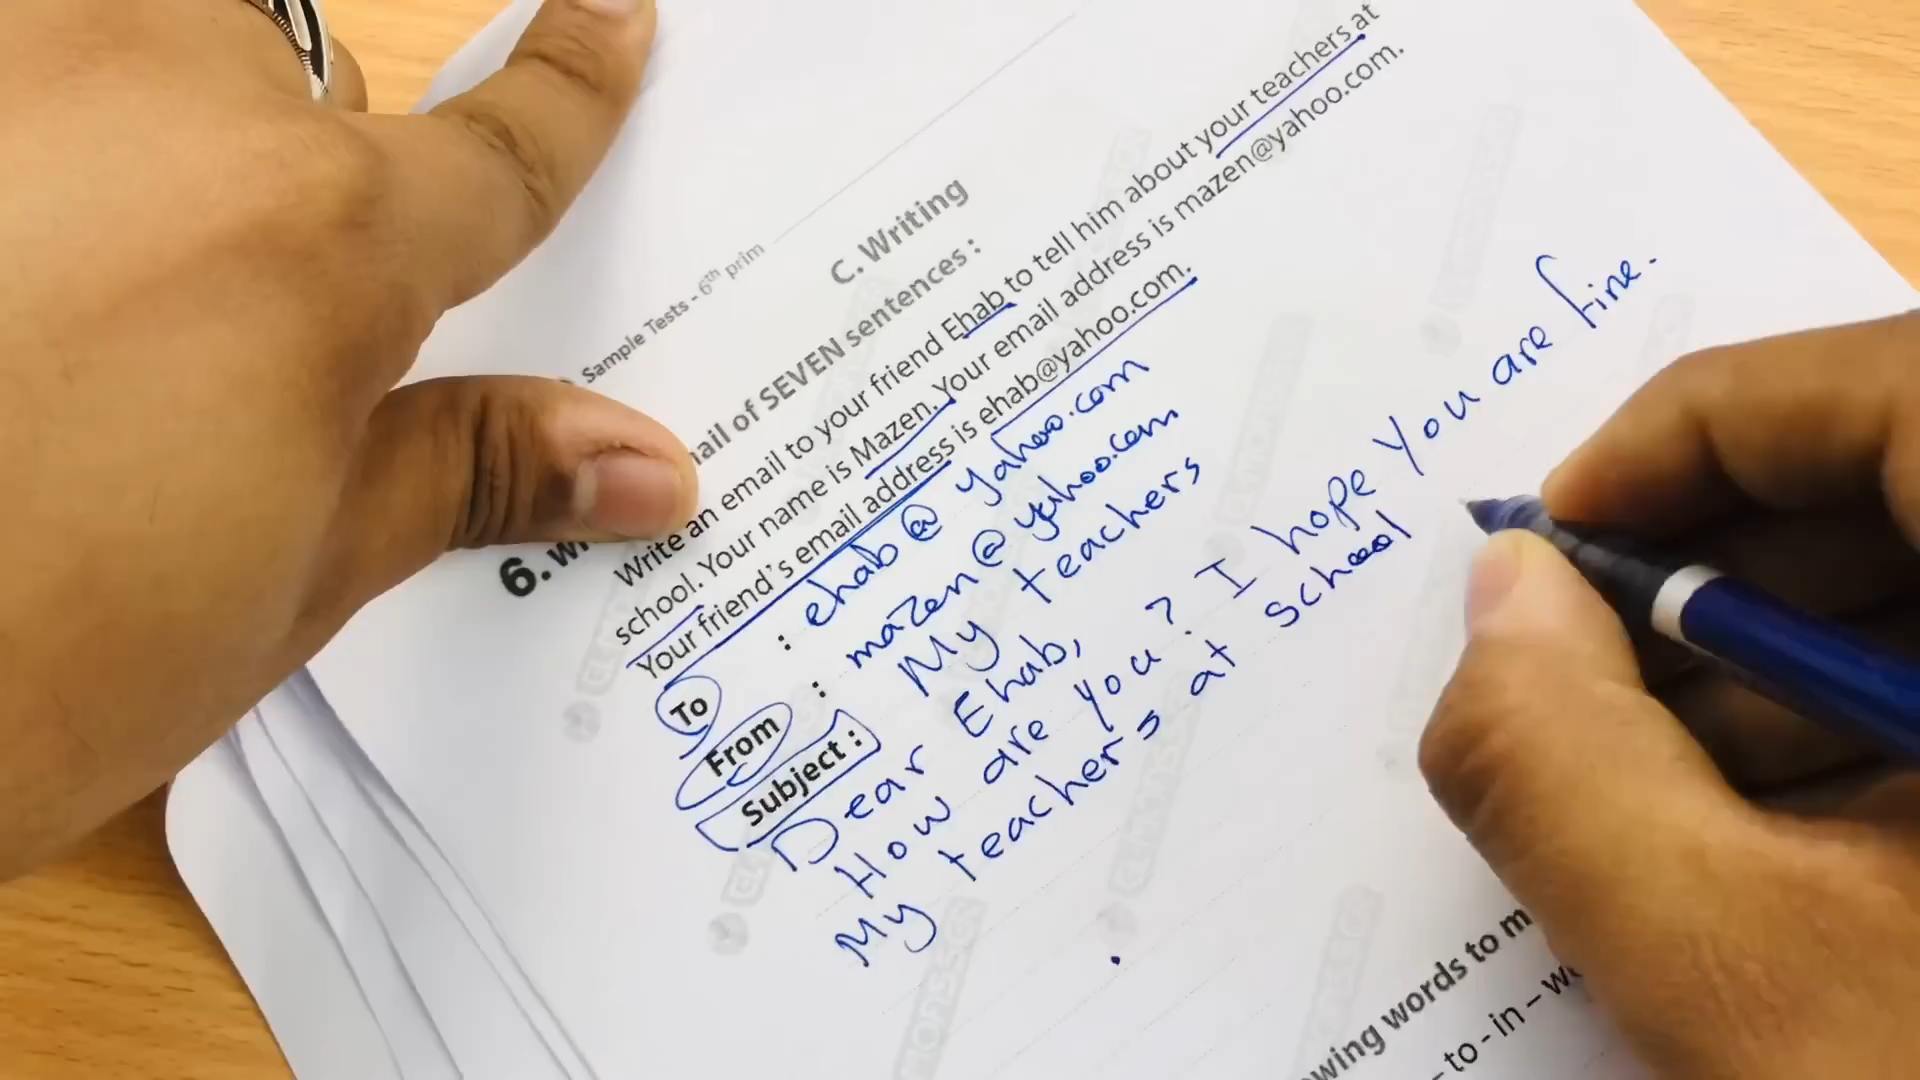 Sample Tests - 6th prim
C. Writing
6. mail of SEVEN sentences :
Write an email to your friend Ehab to tell him about your teachers at
school. Your name is Mazen. Your email address is mazen@yahoo.com.
Your friend's email address is ehab@yahoo.com.
To : ehab@yahoo.com
From : mazen@yahoo.com
Subject : My teachers
Dear Ehab,
How are you? I hope you are fine.
My teachers at school
owing words to m
– to - in – we